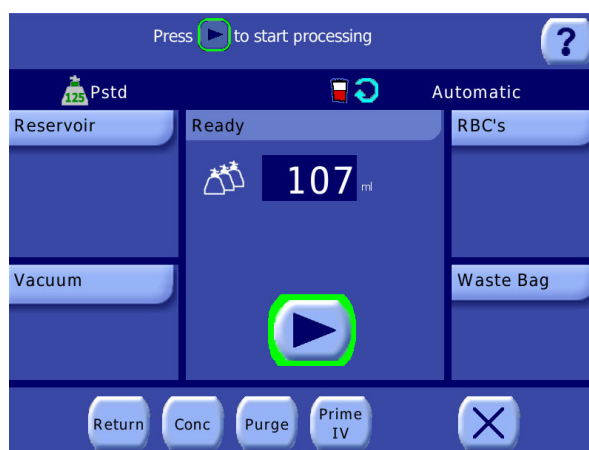 Press to start processing
?
125 Pstd
Automatic
Reservoir
Ready
RBC's
107 ml
Vacuum
Waste Bag
Return
Conc
Purge
Prime
IV